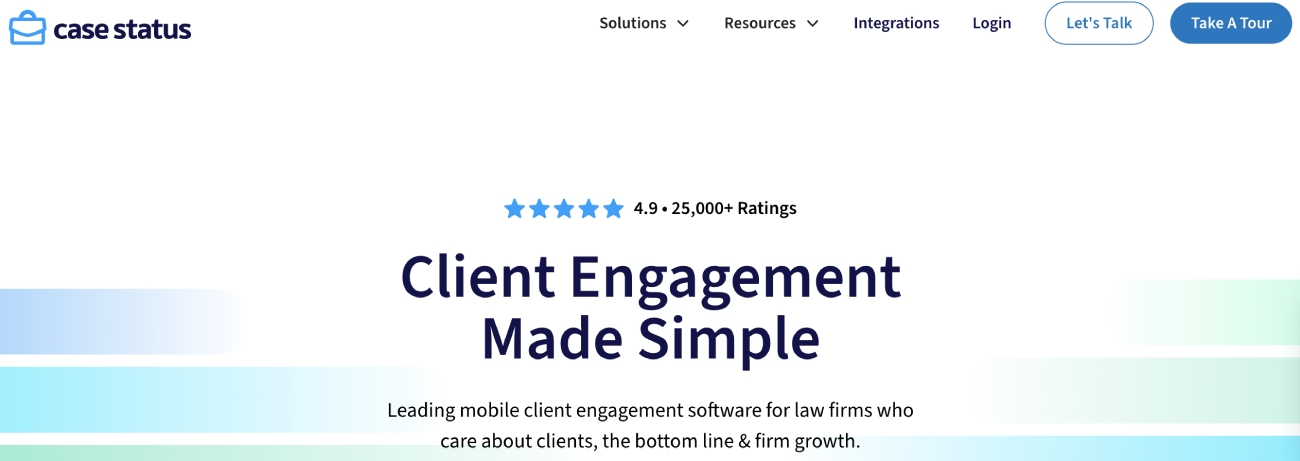 case status
Solutions Resources Integrations Login Let's Talk Take A Tour
4.9 • 25,000+ Ratings
Client Engagement
Made Simple
Leading mobile client engagement software for law firms who
care about clients, the bottom line & firm growth.